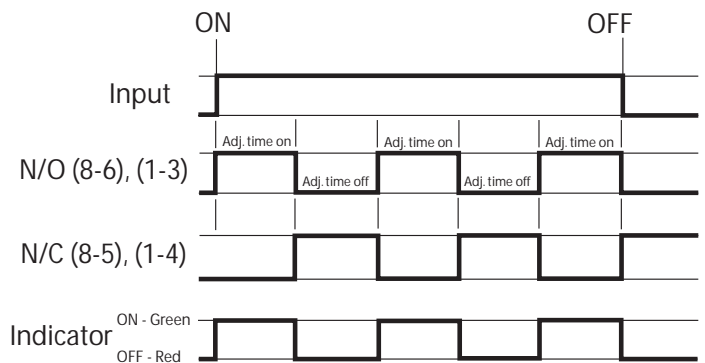 ON OFF
Input
Adj. time on Adj. time on Adj. time on
N/O (8-6), (1-3)
Adj. time off Adj. time off
N/C (8-5), (1-4)
ON - Green
Indicator
OFF - Red